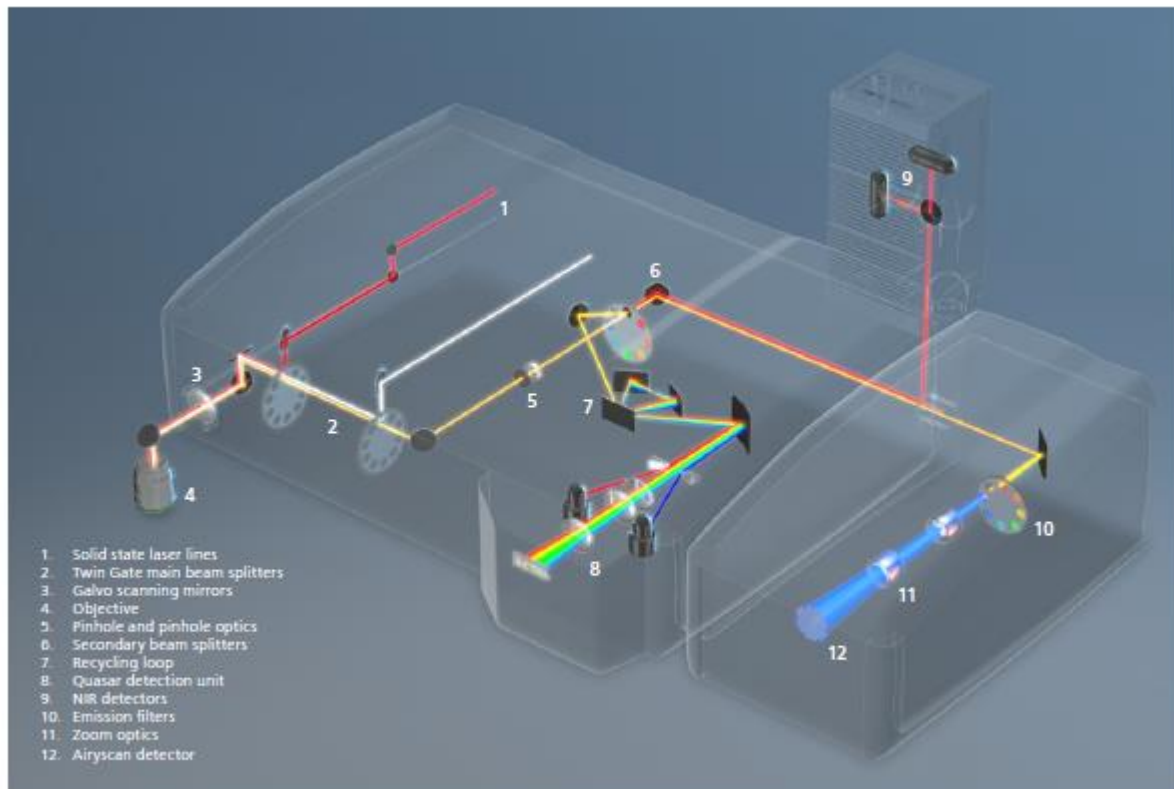 1
9
6
3
5
2
7
4
10
8
11
12
1. Solid state laser lines
2. Twin Gate main beam splitters
3. Galvo scanning mirrors
4. Objective
5. Pinhole and pinhole optics
6. Secondary beam splitters
7. Recycling loop
8. Quasar detection unit
9. NIR detectors
10. Emission filters
11. Zoom optics
12. Airyscan detector